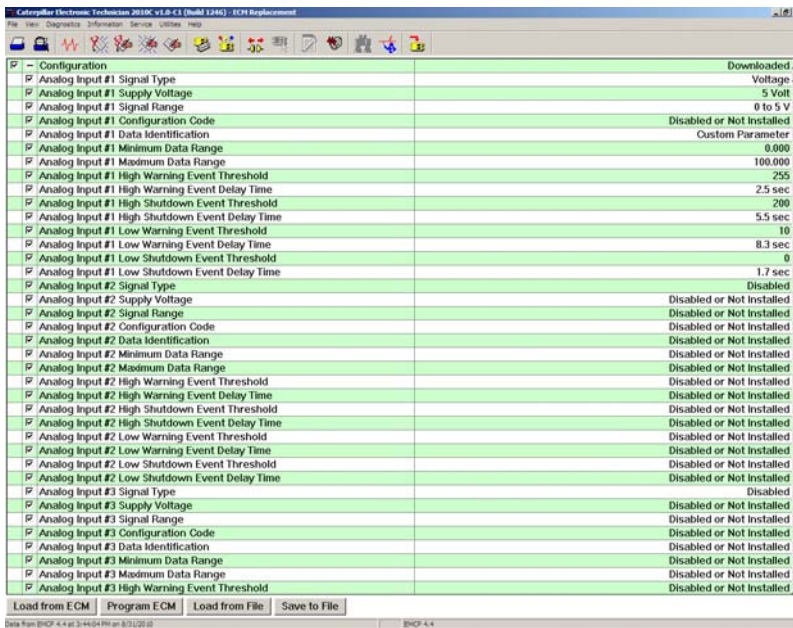 Caterpillar Electronic Technician 2010C v1.0-C1 (Build 1246) - ECM Replacement
File View Diagnostics Information Service Utilities Help
Configuration Downloaded
Analog Input #1 Signal Type Voltage
Analog Input #1 Supply Voltage 5 Volt
Analog Input #1 Signal Range 0 to 5 V
Analog Input #1 Configuration Code Disabled or Not Installed
Analog Input #1 Data Identification Custom Parameter
Analog Input #1 Minimum Data Range 0.000
Analog Input #1 Maximum Data Range 100.000
Analog Input #1 High Warning Event Threshold 255
Analog Input #1 High Warning Event Delay Time 2.5 sec
Analog Input #1 High Shutdown Event Threshold 200
Analog Input #1 High Shutdown Event Delay Time 5.5 sec
Analog Input #1 Low Warning Event Threshold 10
Analog Input #1 Low Warning Event Delay Time 8.3 sec
Analog Input #1 Low Shutdown Event Threshold 0
Analog Input #1 Low Shutdown Event Delay Time 1.7 sec
Analog Input #2 Signal Type Disabled
Analog Input #2 Supply Voltage Disabled or Not Installed
Analog Input #2 Signal Range Disabled or Not Installed
Analog Input #2 Configuration Code Disabled or Not Installed
Analog Input #2 Data Identification Disabled or Not Installed
Analog Input #2 Minimum Data Range Disabled or Not Installed
Analog Input #2 Maximum Data Range Disabled or Not Installed
Analog Input #2 High Warning Event Threshold Disabled or Not Installed
Analog Input #2 High Warning Event Delay Time Disabled or Not Installed
Analog Input #2 High Shutdown Event Threshold Disabled or Not Installed
Analog Input #2 High Shutdown Event Delay Time Disabled or Not Installed
Analog Input #2 Low Warning Event Threshold Disabled or Not Installed
Analog Input #2 Low Warning Event Delay Time Disabled or Not Installed
Analog Input #2 Low Shutdown Event Threshold Disabled or Not Installed
Analog Input #2 Low Shutdown Event Delay Time Disabled or Not Installed
Analog Input #3 Signal Type Disabled
Analog Input #3 Supply Voltage Disabled or Not Installed
Analog Input #3 Signal Range Disabled or Not Installed
Analog Input #3 Configuration Code Disabled or Not Installed
Analog Input #3 Data Identification Disabled or Not Installed
Analog Input #3 Minimum Data Range Disabled or Not Installed
Analog Input #3 Maximum Data Range Disabled or Not Installed
Analog Input #3 High Warning Event Threshold Disabled or Not Installed
Load from ECM Program ECM Load from File Save to File
Data from EMCP 4.4 at 3:44:04 PM on 8/31/2010 EMCP 4.4